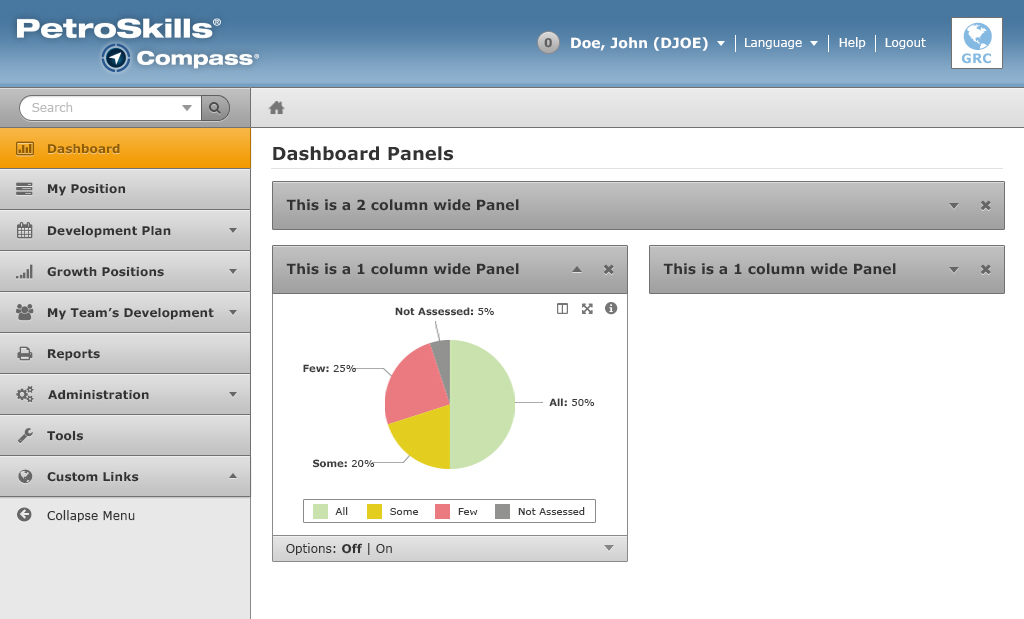 PetroSkills®
Compass®
0 Doe, John (DJOE) Language Help Logout
GRC
Search
Dashboard
My Position
Development Plan
Growth Positions
My Team's Development
Reports
Administration
Tools
Custom Links
Collapse Menu
Dashboard Panels
This is a 2 column wide Panel
This is a 1 column wide Panel
Not Assessed: 5%
Few: 25%
All: 50%
Some: 20%
All Some Few Not Assessed
Options: Off | On
This is a 1 column wide Panel